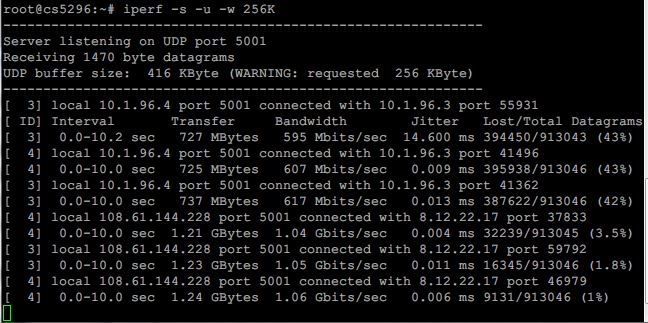 root@cs5296:~# iperf -s -u -w 256K
------------------------------------------------------------
Server listening on UDP port 5001
Receiving 1470 byte datagrams
UDP buffer size:  416 KByte (WARNING: requested  256 KByte)
------------------------------------------------------------
[  3] local 10.1.96.4 port 5001 connected with 10.1.96.3 port 55931
[ ID] Interval       Transfer     Bandwidth        Jitter   Lost/Total Datagrams
[  3]  0.0-10.2 sec   727 MBytes   595 Mbits/sec  14.600 ms 394450/913043 (43%)
[  4] local 10.1.96.4 port 5001 connected with 10.1.96.3 port 41496
[  4]  0.0-10.0 sec   725 MBytes   607 Mbits/sec   0.009 ms 395938/913046 (43%)
[  3] local 10.1.96.4 port 5001 connected with 10.1.96.3 port 41362
[  3]  0.0-10.0 sec   737 MBytes   617 Mbits/sec   0.013 ms 387622/913046 (42%)
[  4] local 108.61.144.228 port 5001 connected with 8.12.22.17 port 37833
[  4]  0.0-10.0 sec  1.21 GBytes  1.04 Gbits/sec   0.004 ms 32239/913045 (3.5%)
[  3] local 108.61.144.228 port 5001 connected with 8.12.22.17 port 59792
[  3]  0.0-10.0 sec  1.23 GBytes  1.05 Gbits/sec   0.011 ms 16345/913046 (1.8%)
[  4] local 108.61.144.228 port 5001 connected with 8.12.22.17 port 46979
[  4]  0.0-10.0 sec  1.24 GBytes  1.06 Gbits/sec   0.006 ms 9131/913046 (1%)